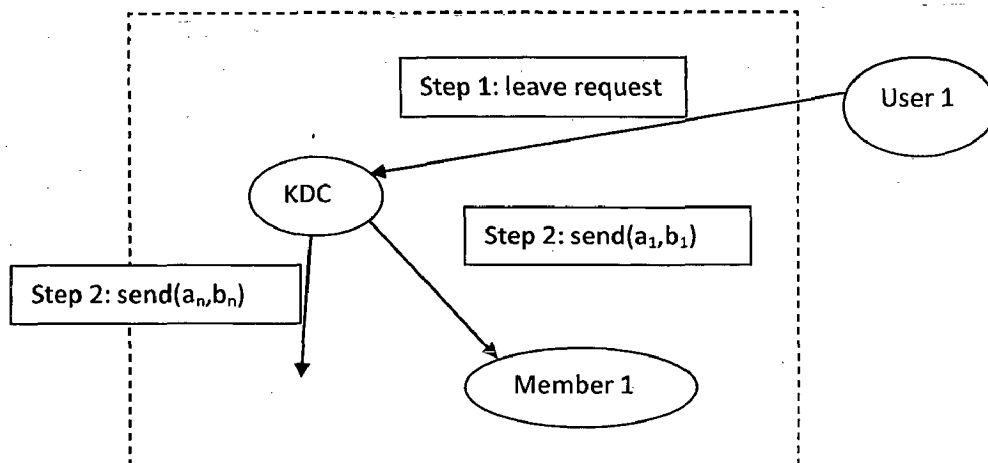 Step 1: leave request
User 1
KDC
Step 2: send(a₁,b₁)
Step 2: send(aₙ,bₙ)
Member 1